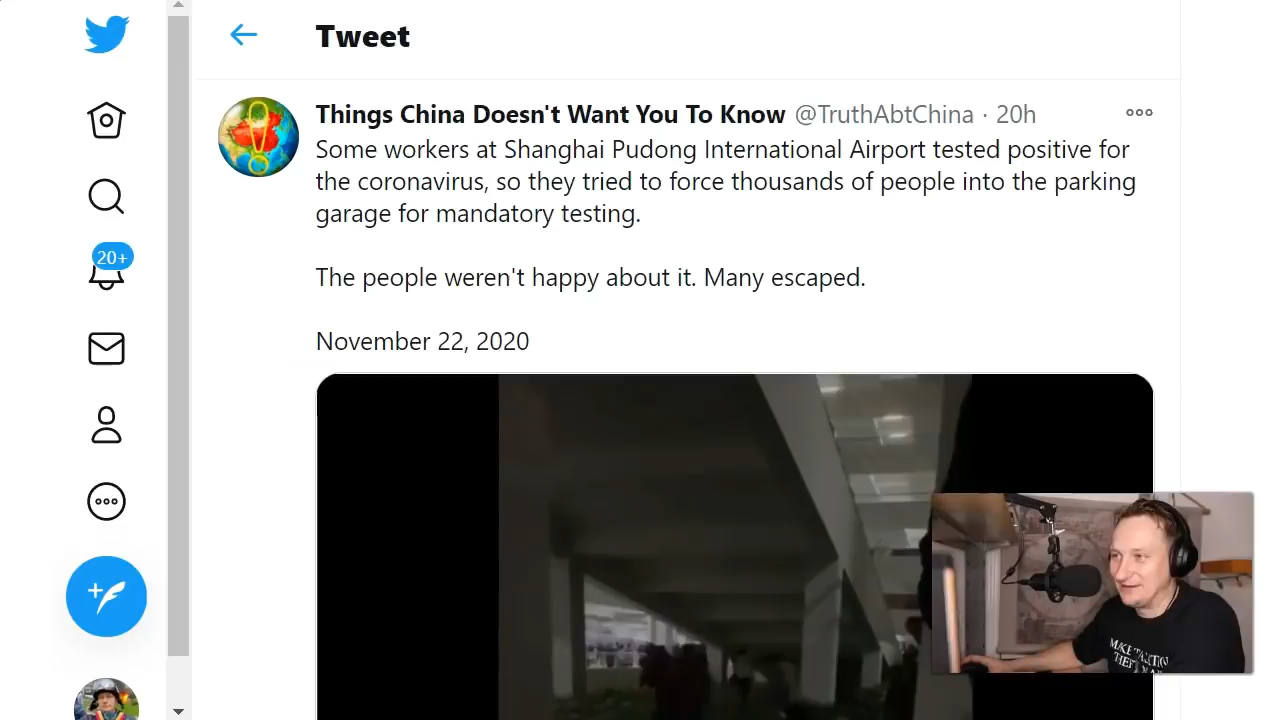 Tweet
Things China Doesn't Want You To Know @TruthAbtChina · 20h
Some workers at Shanghai Pudong International Airport tested positive for
the coronavirus, so they tried to force thousands of people into the parking
garage for mandatory testing.
The people weren't happy about it. Many escaped.
November 22, 2020
20+